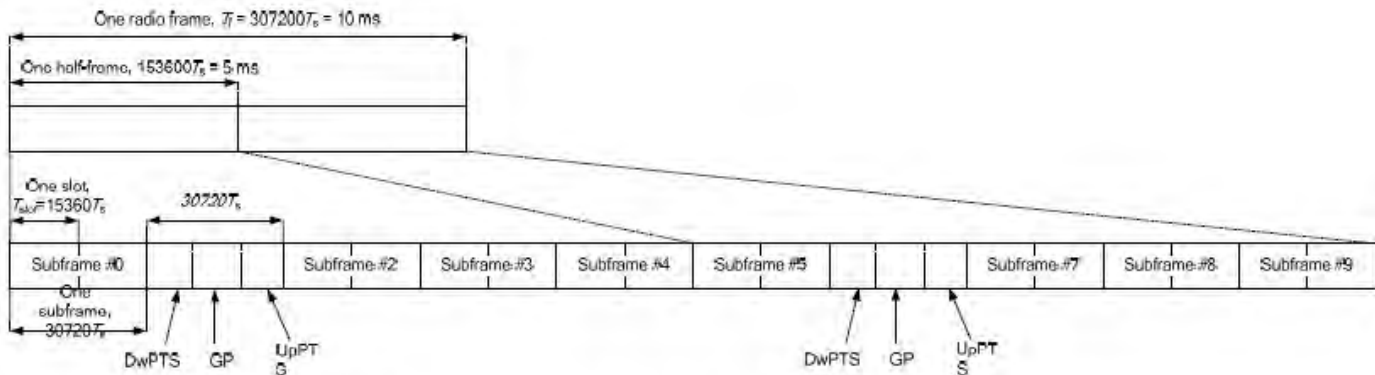 One radio frame, Tf = 307200Ts = 10 ms
One half-frame, 153600Ts = 5 ms
One slot,
Tslot=15360Ts
30720Ts
Subframe #0
Subframe #2
Subframe #3
Subframe #4
Subframe #5
Subframe #7
Subframe #8
Subframe #9
One
subframe,
30720Ts
DwPTS
GP
UpPT
S
DwPTS
GP
UpPT
S